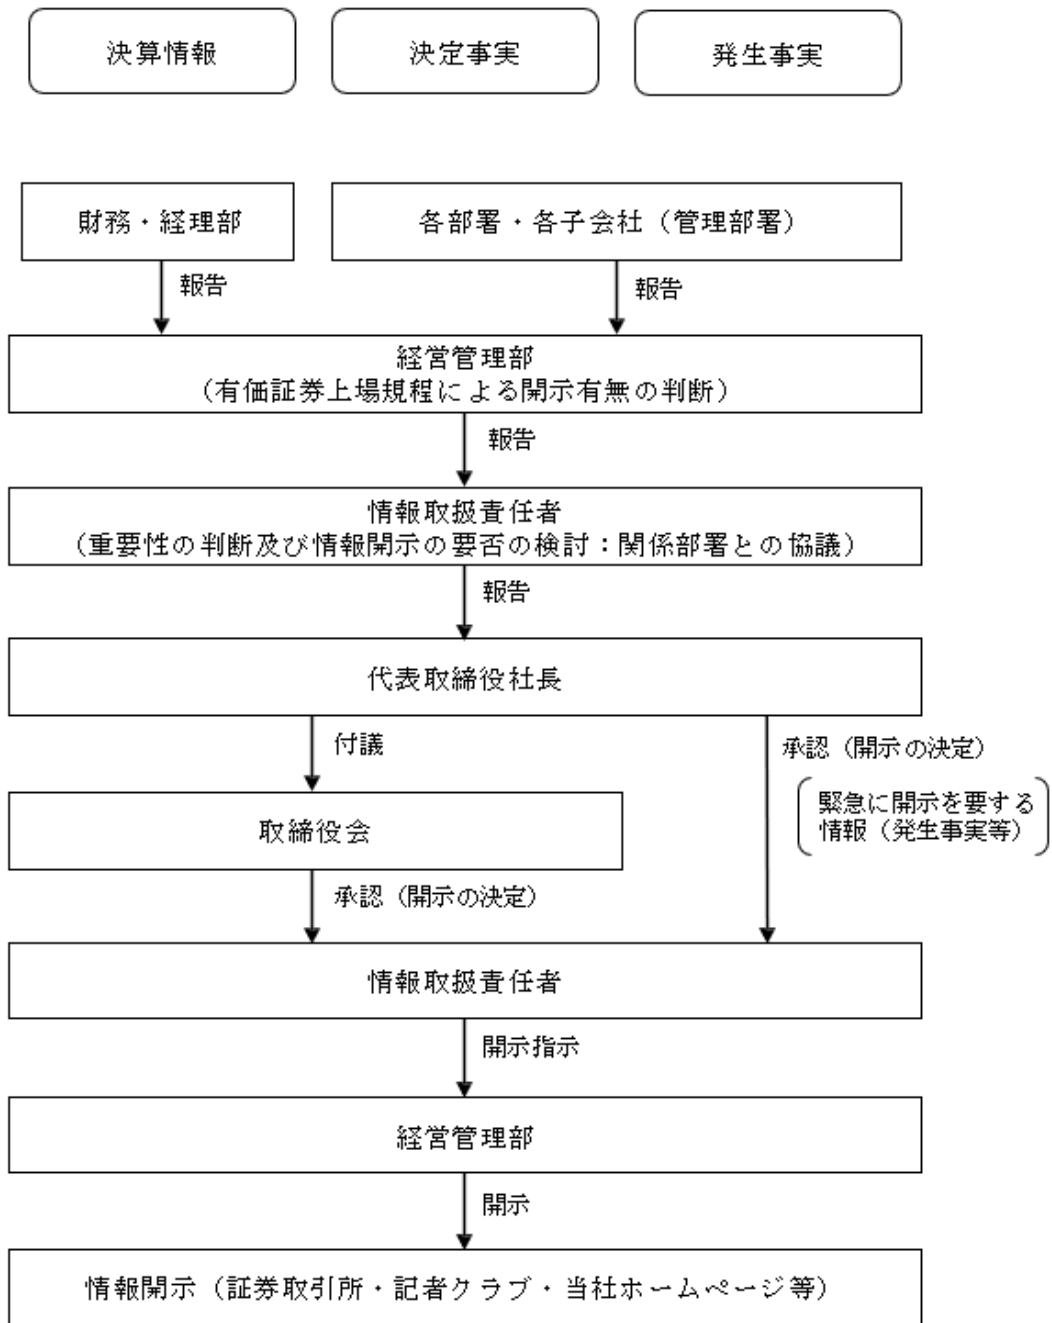 決算情報
決定事実
発生事実
財務・経理部
各部署・各子会社（管理部署）
報告
報告
経営管理部
（有価証券上場規程による開示有無の判断）
報告
情報取扱責任者
（重要性の判断及び情報開示の要否の検討：関係部署との協議）
報告
代表取締役社長
付議
承認（開示の決定）
緊急に開示を要する
情報（発生事実等）
取締役会
承認（開示の決定）
情報取扱責任者
開示指示
経営管理部
開示
情報開示（証券取引所・記者クラブ・当社ホームページ等）